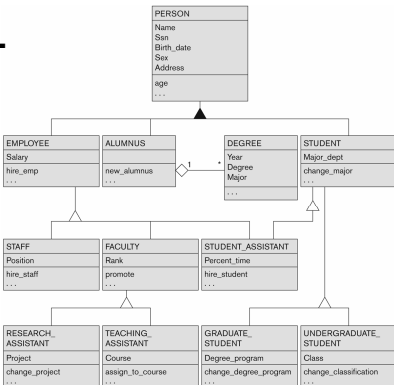 PERSON
Name
Ssn
Birth_date
Sex
Address
age
. . .
EMPLOYEE
Salary
hire_emp
. . .
ALUMNUS
new_alumnus
. . .
1
*
DEGREE
Year
Degree
Major
. . .
STUDENT
Major_dept
change_major
. . .
STAFF
Position
hire_staff
. . .
FACULTY
Rank
promote
. . .
STUDENT_ASSISTANT
Percent_time
hire_student
. . .
RESEARCH_
ASSISTANT
Project
change_project
. . .
TEACHING_
ASSISTANT
Course
assign_to_course
. . .
GRADUATE_
STUDENT
Degree_program
change_degree_program
. . .
UNDERGRADUATE_
STUDENT
Class
change_classification
. . .